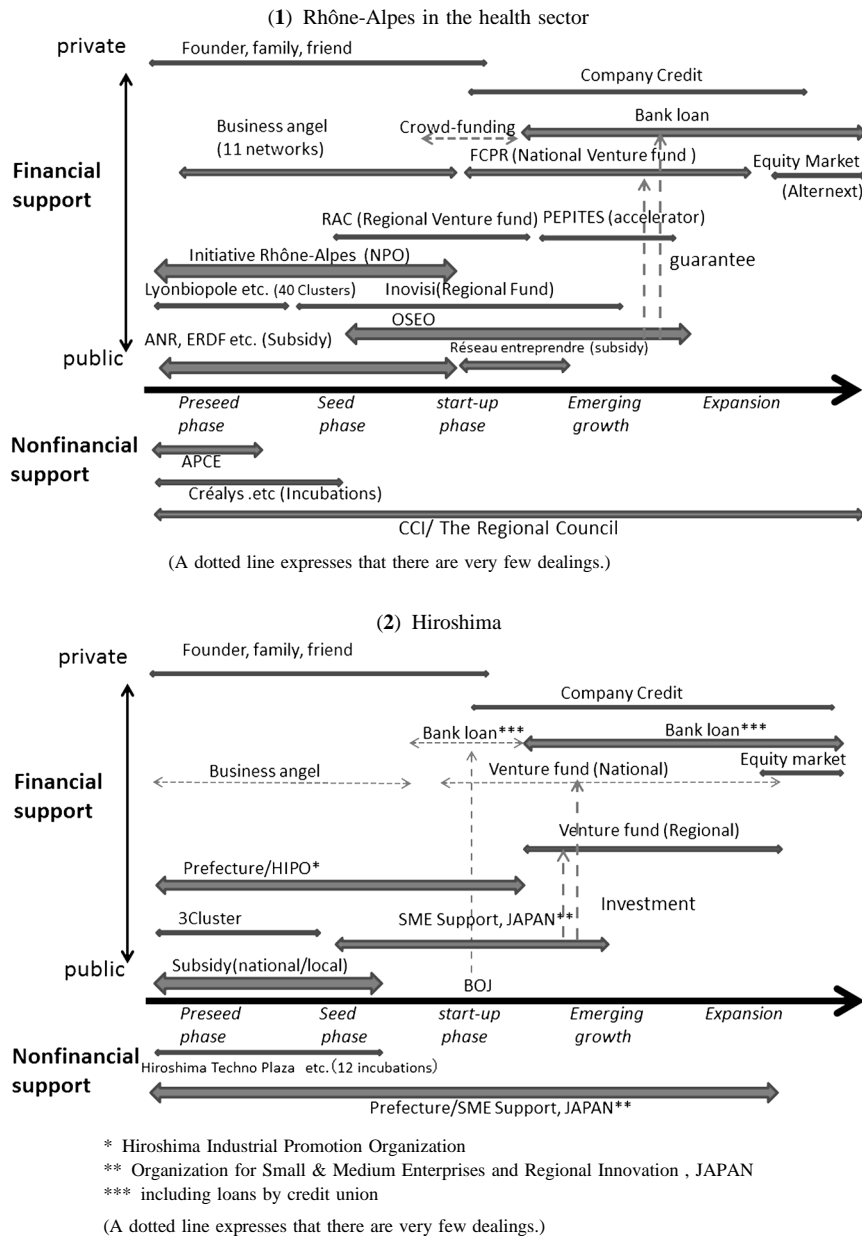 (1) Rhône-Alpes in the health sector
private
Founder, family, friend
Company Credit
Bank loan
Crowd-funding
Business angel
(11 networks)
FCPR (National Venture fund )
Equity Market
(Alternext)
Financial
support
RAC (Regional Venture fund)
PEPITES (accelerator)
Initiative Rhône-Alpes (NPO)
guarantee
Lyonbiopole etc. (40 Clusters)
Inovisi(Regional Fund)
OSEO
ANR, ERDF etc. (Subsidy)
Réseau entreprendre (subsidy)
public
Preseed
phase
Seed
phase
start-up
phase
Emerging
growth
Expansion
Nonfinancial
support
APCE
Créalys .etc (Incubations)
CCI/ The Regional Council
(A dotted line expresses that there are very few dealings.)
(2) Hiroshima
private
Founder, family, friend
Company Credit
Bank loan***
Bank loan***
Equity market
Business angel
Venture fund (National)
Financial
support
Venture fund (Regional)
Prefecture/HIPO*
Investment
3Cluster
SME Support, JAPAN**
public
Subsidy(national/local)
BOJ
Preseed
phase
Seed
phase
start-up
phase
Emerging
growth
Expansion
Nonfinancial
support
Hiroshima Techno Plaza etc.(12 incubations)
Prefecture/SME Support, JAPAN**
* Hiroshima Industrial Promotion Organization
** Organization for Small & Medium Enterprises and Regional Innovation , JAPAN
*** including loans by credit union
(A dotted line expresses that there are very few dealings.)